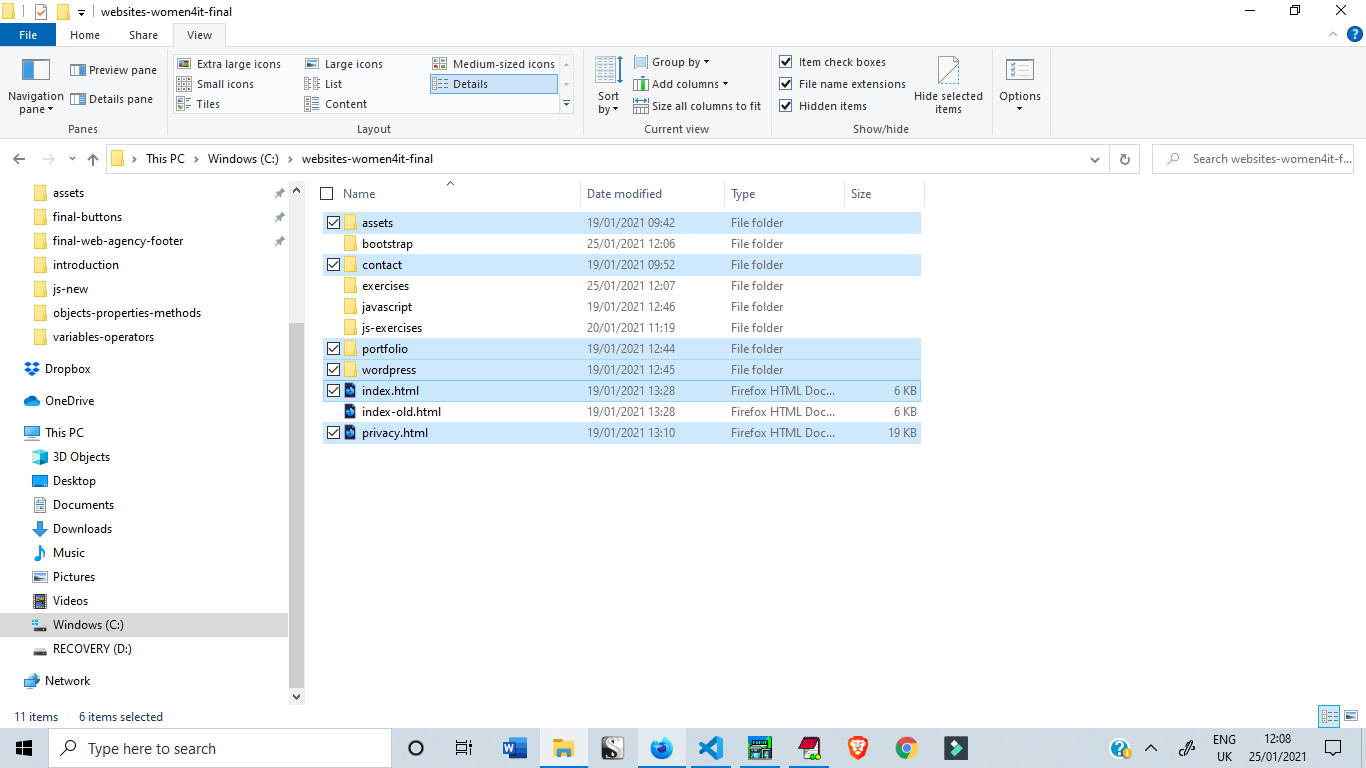 websites-women4it-final
File Home Share View
Navigation pane
Preview pane
Details pane
Panes
Extra large icons Large icons Medium-sized icons
Small icons List Details
Tiles Content
Layout
Sort by
Group by
Add columns
Size all columns to fit
Current view
Item check boxes
File name extensions
Hidden items
Hide selected items
Show/hide
Options
This PC Windows (C:) websites-women4it-final
Search websites-women4it-f...
assets
final-buttons
final-web-agency-footer
introduction
js-new
objects-properties-methods
variables-operators
Dropbox
OneDrive
This PC
3D Objects
Desktop
Documents
Downloads
Music
Pictures
Videos
Windows (C:)
RECOVERY (D:)
Network
Name Date modified Type Size
assets 19/01/2021 09:42 File folder
bootstrap 25/01/2021 12:06 File folder
contact 19/01/2021 09:52 File folder
exercises 25/01/2021 12:07 File folder
javascript 19/01/2021 12:46 File folder
js-exercises 20/01/2021 11:19 File folder
portfolio 19/01/2021 12:44 File folder
wordpress 19/01/2021 12:45 File folder
index.html 19/01/2021 13:28 Firefox HTML Doc... 6 KB
index-old.html 19/01/2021 13:28 Firefox HTML Doc... 6 KB
privacy.html 19/01/2021 13:10 Firefox HTML Doc... 19 KB
11 items 6 items selected
Type here to search
ENG
UK
12:08
25/01/2021